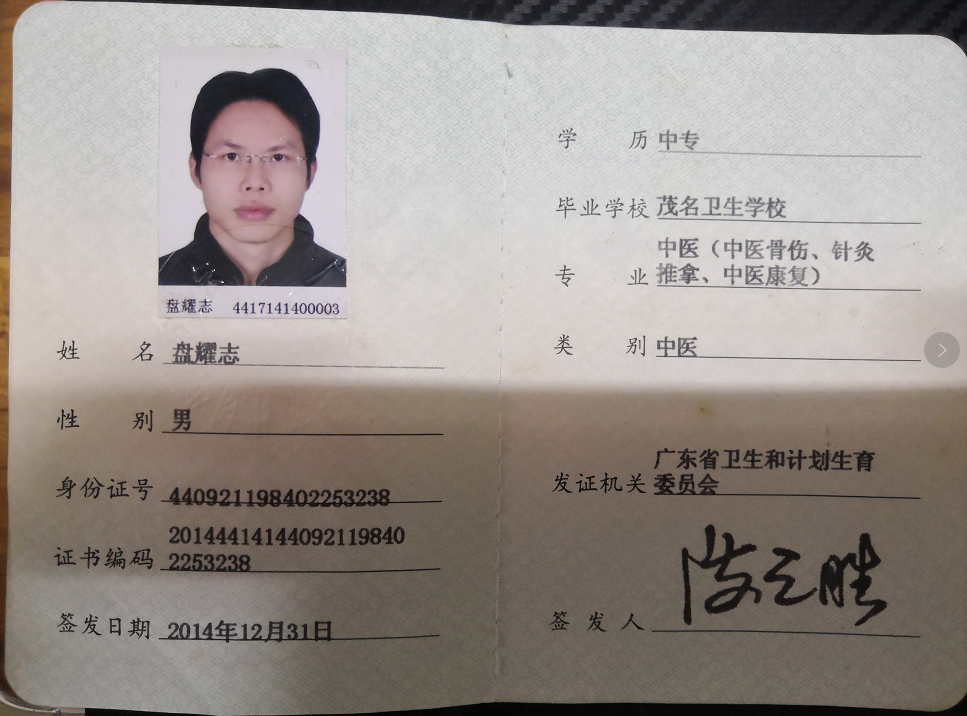 盘耀志 4417141400003
姓 名 盘耀志
性 别 男
身份证号 440921198402253238
证书编码 20144414144092119840
2253238
签发日期 2014年12月31日
学 历 中专
毕业学校 茂名卫生学校
专 业 中医（中医骨伤、针灸
推拿、中医康复）
类 别 中医
发证机关 广东省卫生和计划生育
委员会
签 发 人